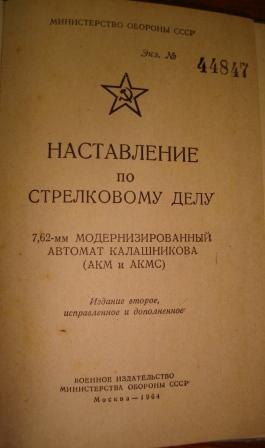 МИНИСТЕРСТВО ОБОРОНЫ СССР
Экз. №
44847
НАСТАВЛЕНИЕ
ПО
СТРЕЛКОВОМУ ДЕЛУ
7,62-мм МОДЕРНИЗИРОВАННЫЙ
АВТОМАТ КАЛАШНИКОВА
(АКМ и АКМС)
Издание второе,
исправленное и дополненное
ВОЕННОЕ ИЗДАТЕЛЬСТВО
МИНИСТЕРСТВА ОБОРОНЫ СССР
Москва — 1964